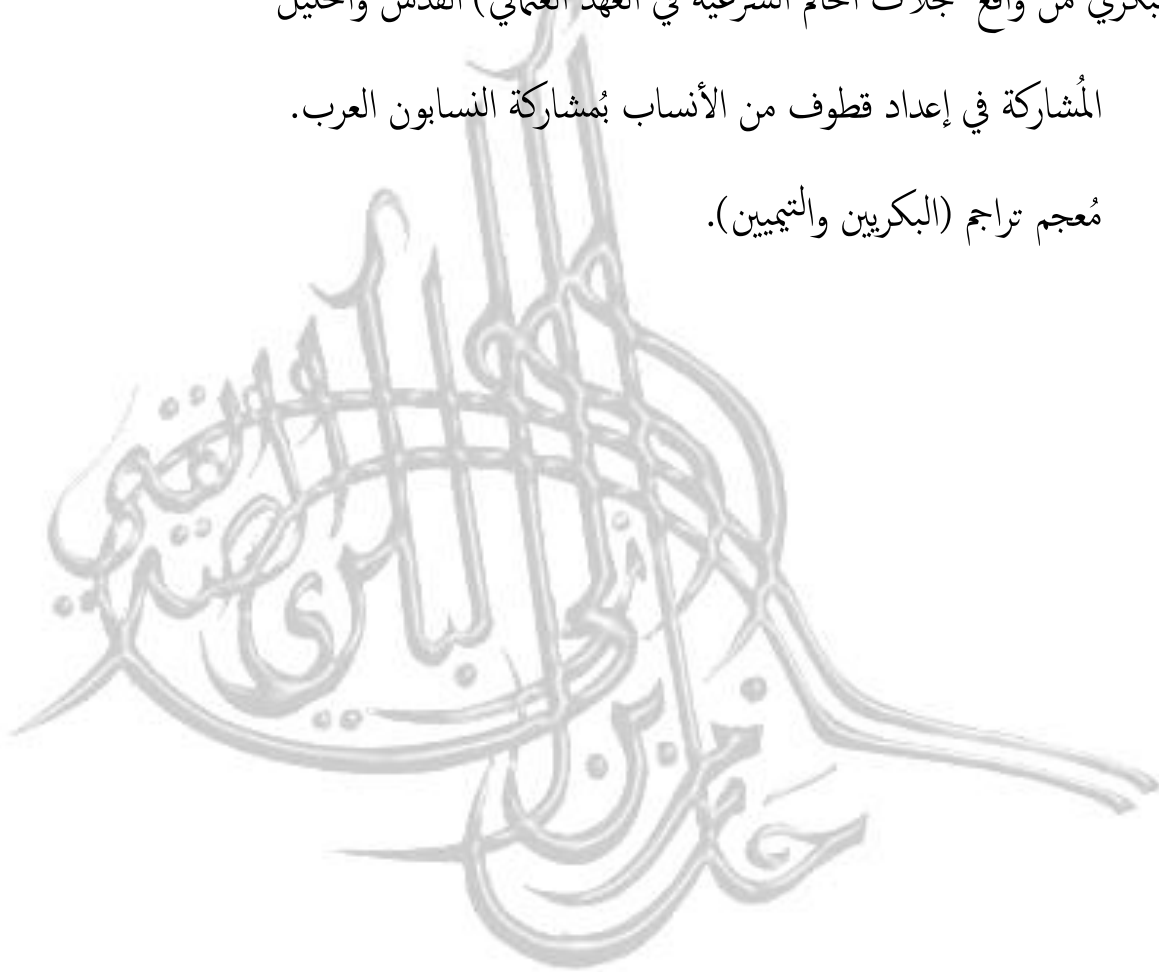 من واقع سجلات المحاكم الشرعية في العهد العثماني) القدس والخليل
المُشاركة في إعداد قطوف من الأنساب بمُشاركة النسابون العرب.
مُعجم تراجم (البكريين والتيميين).